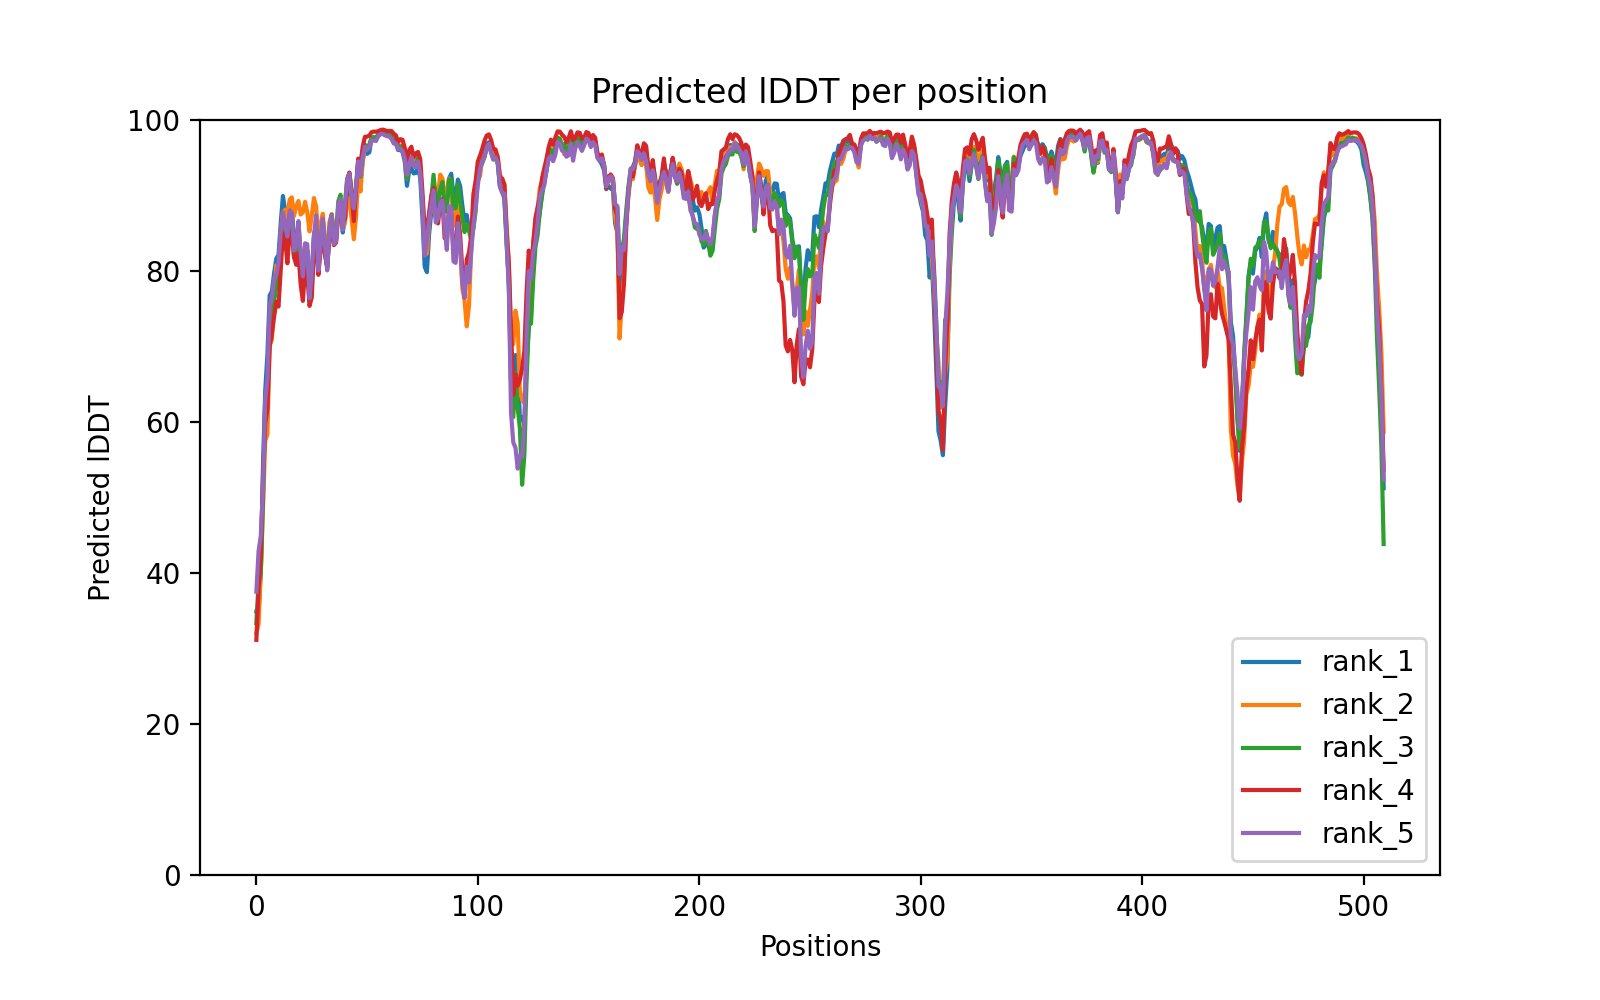 Predicted lDDT per position
100
80
60
40
20
0
Predicted lDDT
0 100 200 300 400 500
Positions
rank_1
rank_2
rank_3
rank_4
rank_5